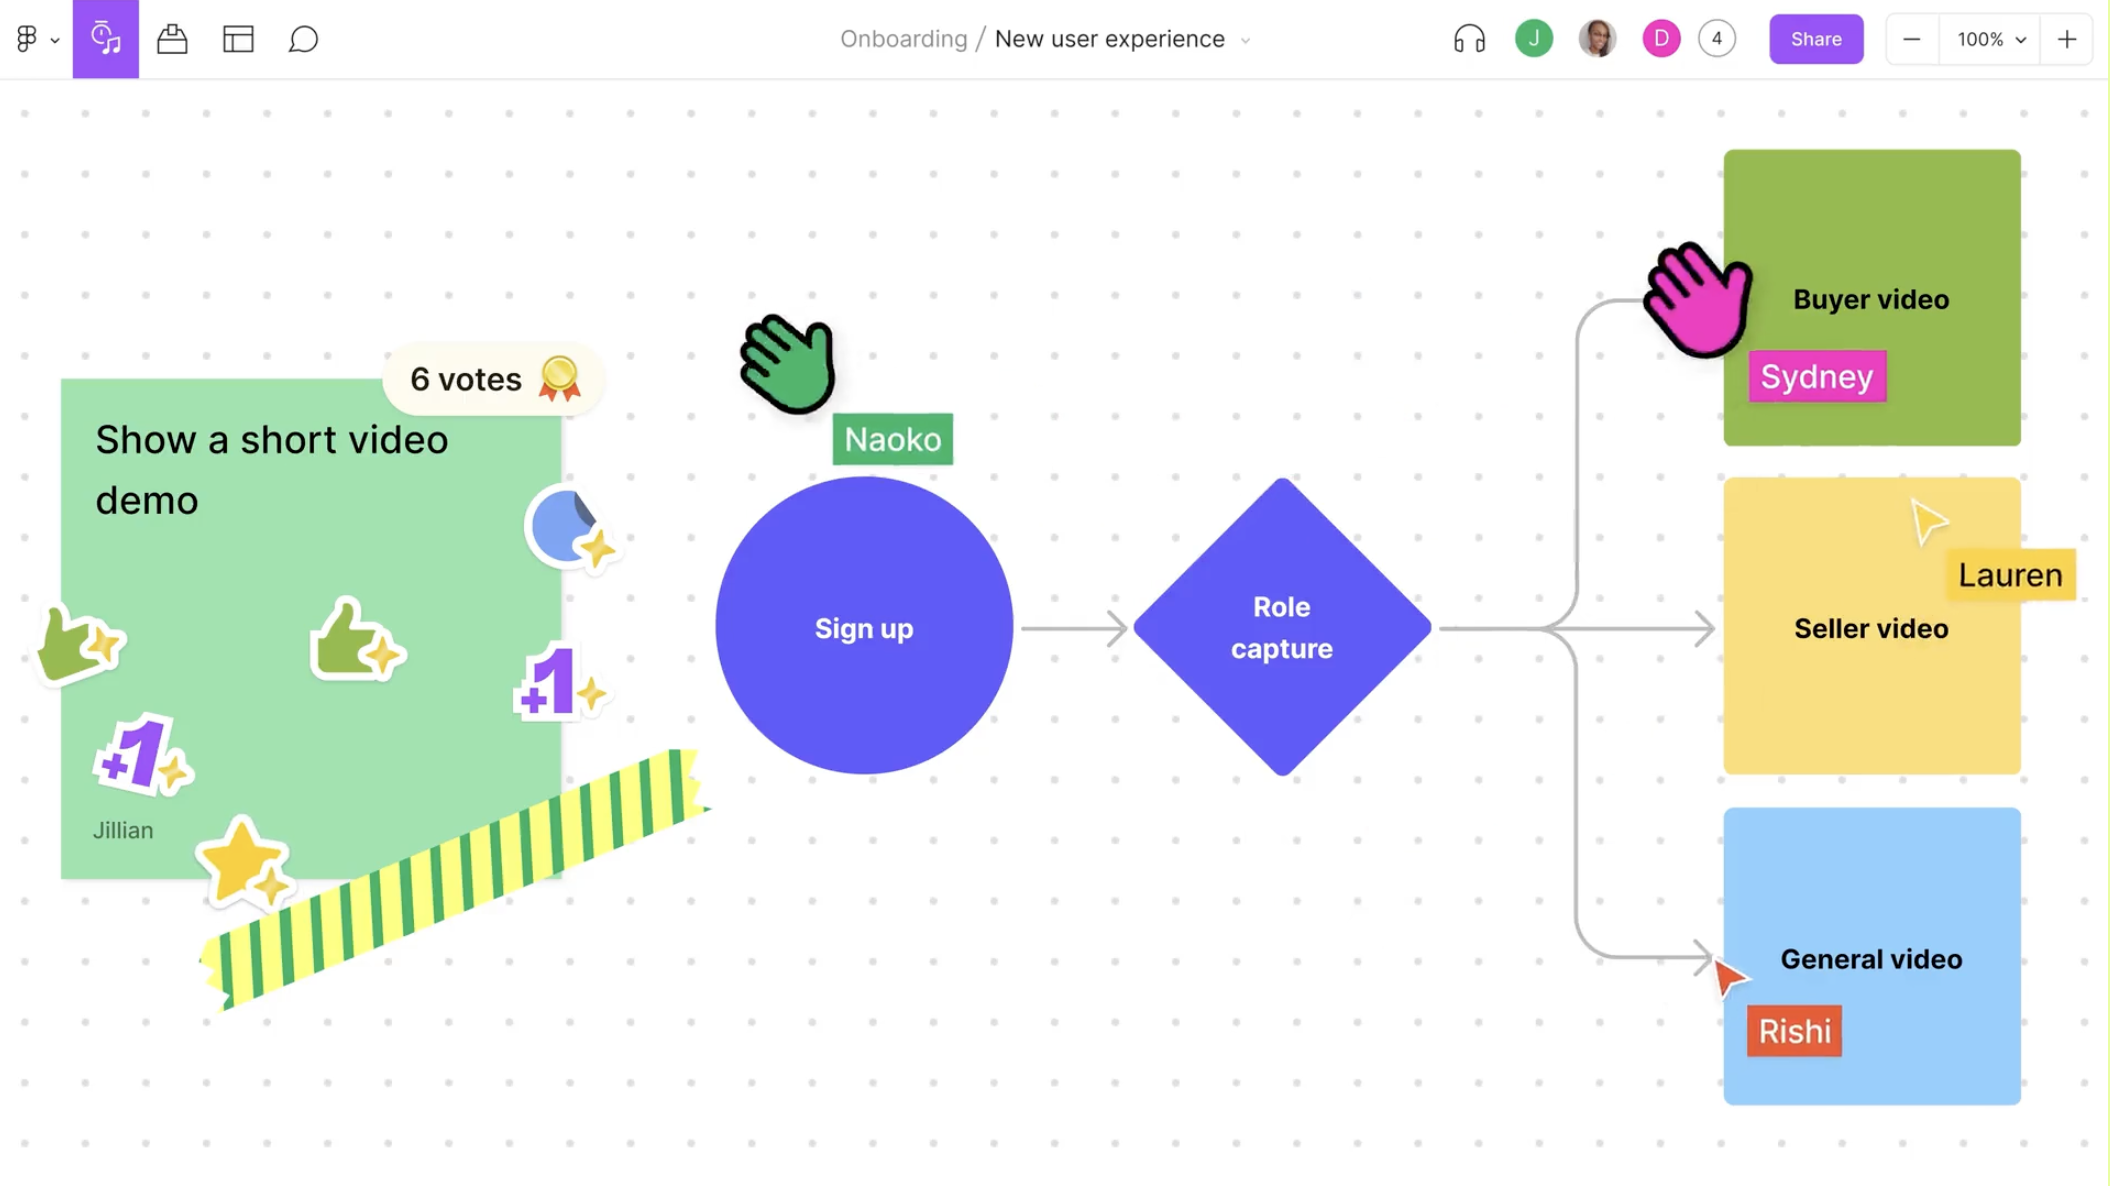 Onboarding / New user experience
J
D
4
Share
100%
6 votes
Show a short video
demo
+1
+1
Jillian
Naoko
Sign up
Role
capture
Buyer video
Sydney
Lauren
Seller video
General video
Rishi